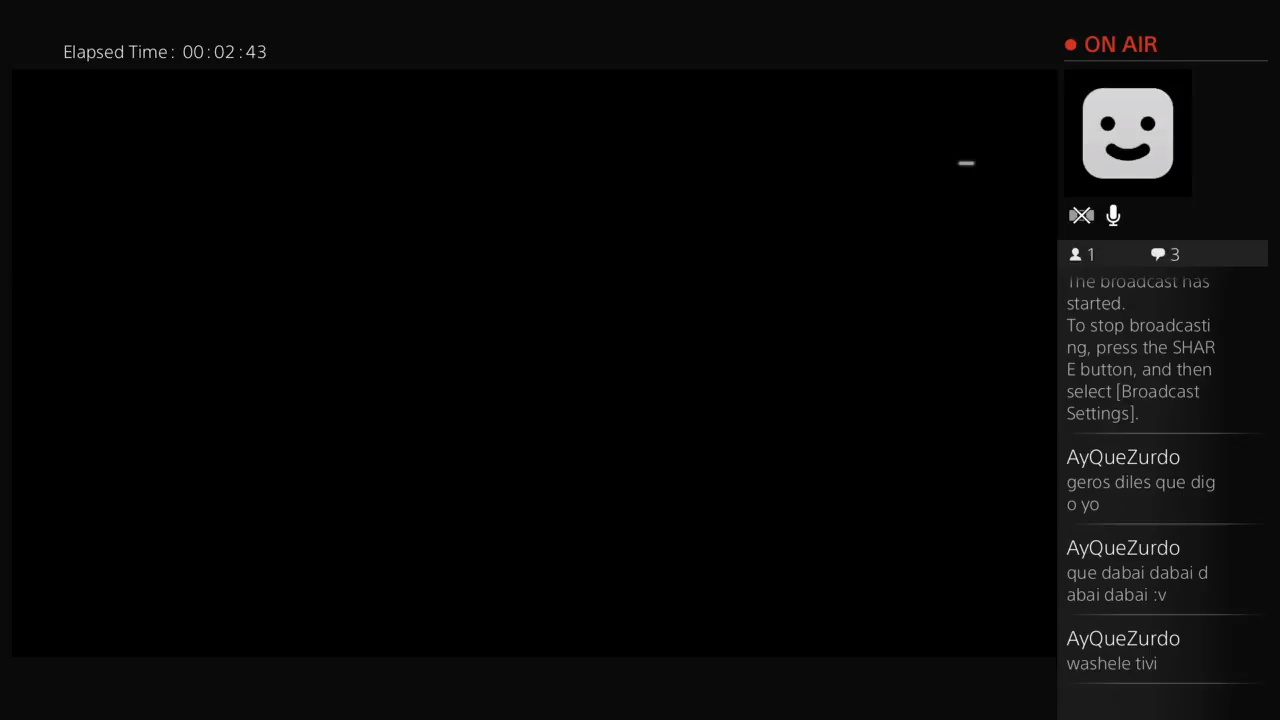 Elapsed Time: 00:02:43
ON AIR
1 3
The broadcast has
started.
To stop broadcasti
ng, press the SHAR
E button, and then
select [Broadcast
Settings].
AyQueZurdo
geros diles que dig
o yo
AyQueZurdo
que dabai dabai d
abai dabai :v
AyQueZurdo
washele tivi